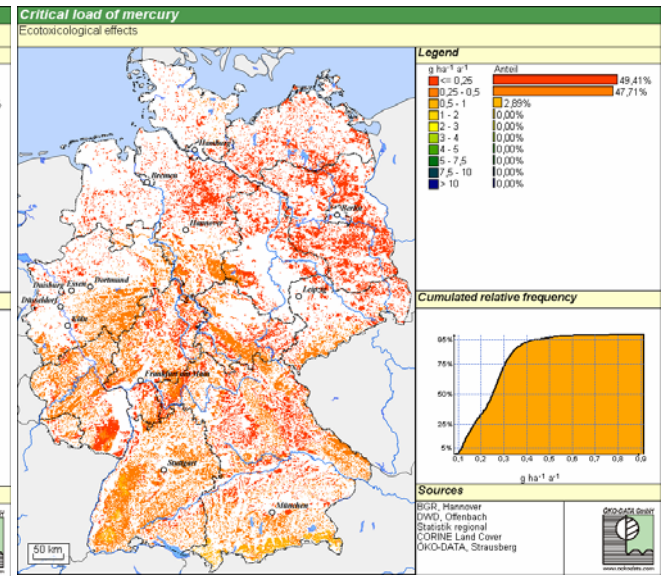 Critical load of mercury
Ecotoxicological effects
Legend
g ha⁻¹ a⁻¹ Anteil
<= 0,25 49,41%
0,25 - 0,5 47,71%
0,5 - 1 2,89%
1 - 2 0,00%
2 - 3 0,00%
3 - 4 0,00%
4 - 5 0,00%
5 - 7,5 0,00%
7,5 - 10 0,00%
> 10 0,00%
Hamburg
Bremen
Berlin
Hannover
Duisburg Essen Dortmund
Düsseldorf
Leipzig
Köln
Frankfurt am Main
Stuttgart
München
50 km
Cumulated relative frequency
95%
75%
50%
25%
5%
0,1 0,2 0,3 0,4 0,5 0,6 0,7 0,8 0,9
g ha⁻¹ a⁻¹
Sources
BGR, Hannover
DWD, Offenbach
Statistik regional
CORINE Land Cover
ÖKO-DATA, Strausberg
ÖKO-DATA GmbH
www.oekodata.com